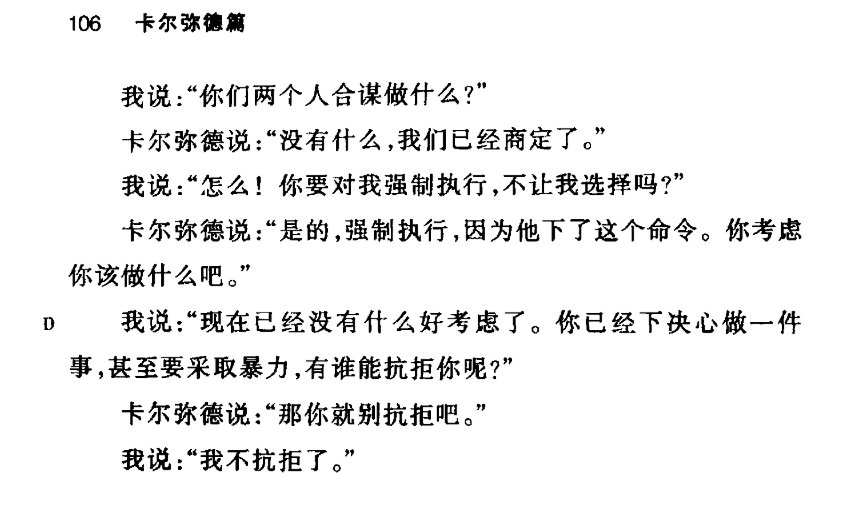 106 卡尔弥德篇
我说:“你们两个人合谋做什么?”
卡尔弥德说:“没有什么,我们已经商定了。”
我说:“怎么! 你要对我强制执行,不让我选择吗?”
卡尔弥德说:“是的,强制执行,因为他下了这个命令。你考虑
你该做什么吧。”
D 我说:“现在已经没有什么好考虑了。你已经下决心做一件
事,甚至要采取暴力,有谁能抗拒你呢?”
卡尔弥德说:“那你就别抗拒吧。”
我说:“我不抗拒了。”